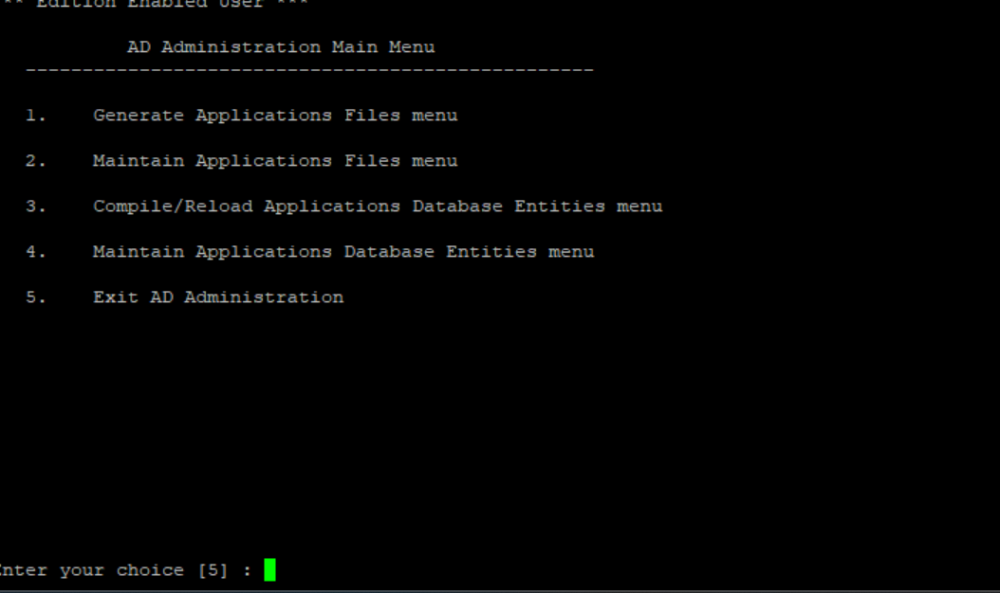 ** Edition Enabled User ***
AD Administration Main Menu
--------------------------------------------------
1. Generate Applications Files menu
2. Maintain Applications Files menu
3. Compile/Reload Applications Database Entities menu
4. Maintain Applications Database Entities menu
5. Exit AD Administration
Enter your choice [5] :